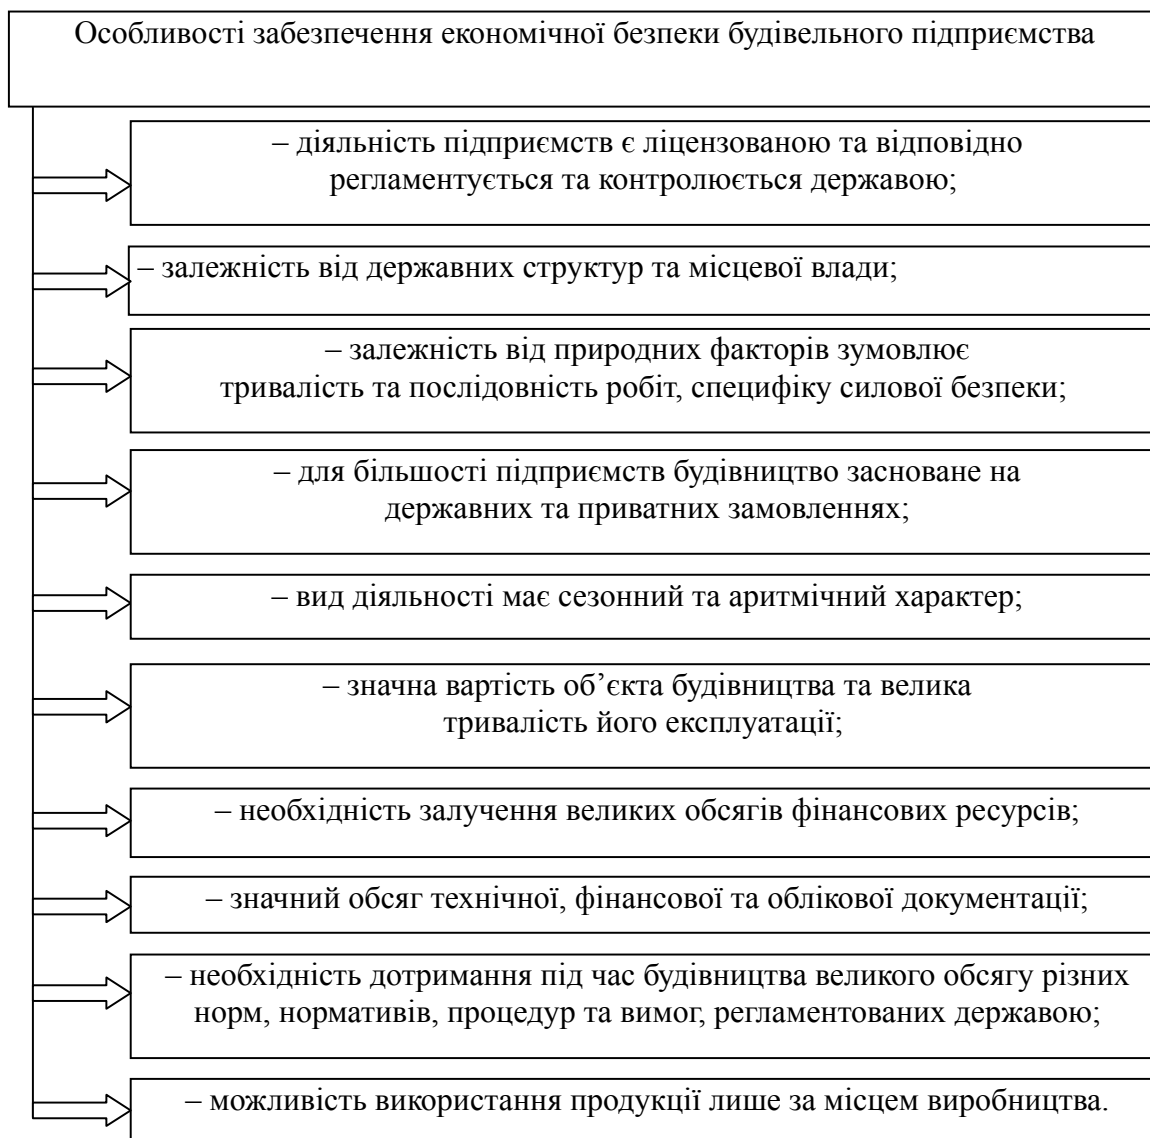 Особливості забезпечення економічної безпеки будівельного підприємства
– діяльність підприємств є ліцензованою та відповідно
регламентується та контролюється державою;
– залежність від державних структур та місцевої влади;
– залежність від природних факторів зумовлює
тривалість та послідовність робіт, специфіку силової безпеки;
– для більшості підприємств будівництво засноване на
державних та приватних замовленнях;
– вид діяльності має сезонний та аритмічний характер;
– значна вартість об’єкта будівництва та велика
тривалість його експлуатації;
– необхідність залучення великих обсягів фінансових ресурсів;
– значний обсяг технічної, фінансової та облікової документації;
– необхідність дотримання під час будівництва великого обсягу різних
норм, нормативів, процедур та вимог, регламентованих державою;
– можливість використання продукції лише за місцем виробництва.